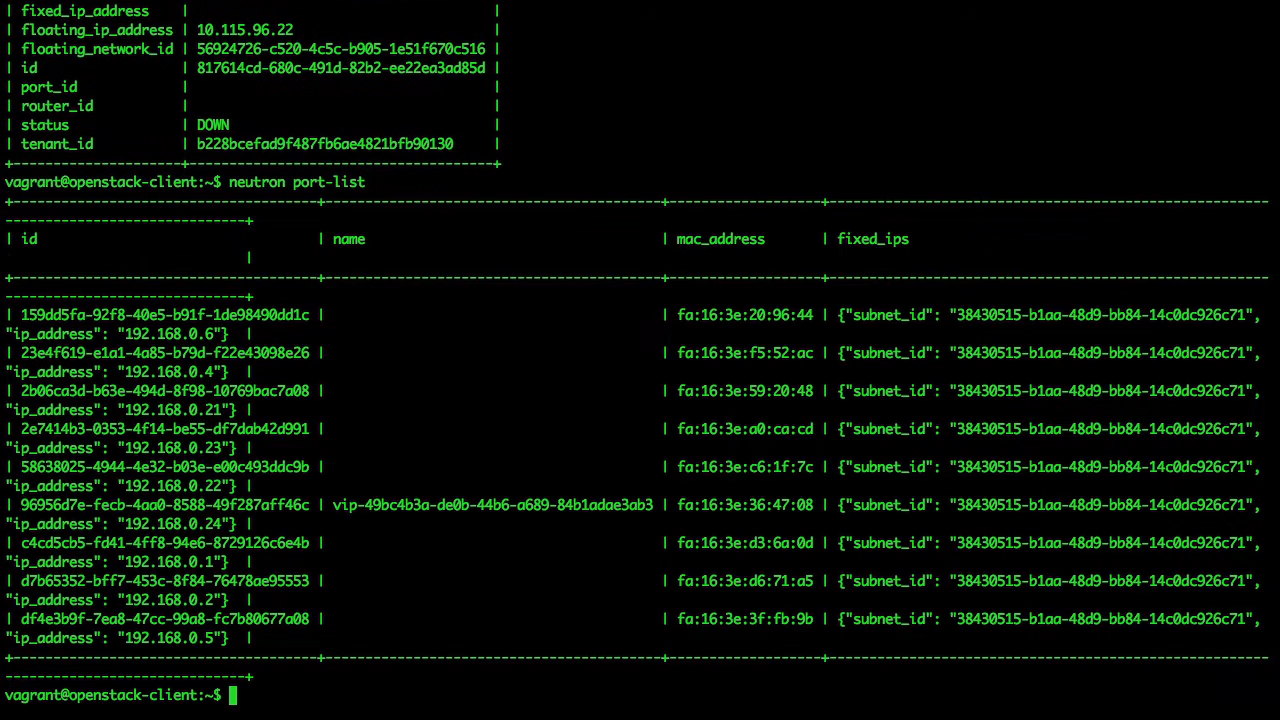 | fixed_ip_address    |                                      |
| floating_ip_address | 10.115.96.22                         |
| floating_network_id | 56924726-c520-4c5c-b905-1e51f670c516 |
| id                  | 817614cd-680c-491d-82b2-ee22ea3ad85d |
| port_id             |                                      |
| router_id           |                                      |
| status              | DOWN                                 |
| tenant_id           | b228bcefad9f487fb6ae4821bfb90130     |
+---------------------+--------------------------------------+
vagrant@openstack-client:~$ neutron port-list
+--------------------------------------+------------------------------------------+-------------------+-------------------------------------------------------
------------------------------+
| id                                   | name                                     | mac_address       | fixed_ips
                              |
+--------------------------------------+------------------------------------------+-------------------+-------------------------------------------------------
------------------------------+
| 159dd5fa-92f8-40e5-b91f-1de98490dd1c |                                          | fa:16:3e:20:96:44 | {"subnet_id": "38430515-b1aa-48d9-bb84-14c0dc926c71",
"ip_address": "192.168.0.6"}  |
| 23e4f619-e1a1-4a85-b79d-f22e43098e26 |                                          | fa:16:3e:f5:52:ac | {"subnet_id": "38430515-b1aa-48d9-bb84-14c0dc926c71",
"ip_address": "192.168.0.4"}  |
| 2b06ca3d-b63e-494d-8f98-10769bac7a08 |                                          | fa:16:3e:59:20:48 | {"subnet_id": "38430515-b1aa-48d9-bb84-14c0dc926c71",
"ip_address": "192.168.0.21"} |
| 2e7414b3-0353-4f14-be55-df7dab42d991 |                                          | fa:16:3e:a0:ca:cd | {"subnet_id": "38430515-b1aa-48d9-bb84-14c0dc926c71",
"ip_address": "192.168.0.23"} |
| 58638025-4944-4e32-b03e-e00c493ddc9b |                                          | fa:16:3e:c6:1f:7c | {"subnet_id": "38430515-b1aa-48d9-bb84-14c0dc926c71",
"ip_address": "192.168.0.22"} |
| 96956d7e-fecb-4aa0-8588-49f287aff46c | vip-49bc4b3a-de0b-44b6-a689-84b1adae3ab3 | fa:16:3e:36:47:08 | {"subnet_id": "38430515-b1aa-48d9-bb84-14c0dc926c71",
"ip_address": "192.168.0.24"} |
| c4cd5cb5-fd41-4ff8-94e6-8729126c6e4b |                                          | fa:16:3e:d3:6a:0d | {"subnet_id": "38430515-b1aa-48d9-bb84-14c0dc926c71",
"ip_address": "192.168.0.1"}  |
| d7b65352-bff7-453c-8f84-76478ae95553 |                                          | fa:16:3e:d6:71:a5 | {"subnet_id": "38430515-b1aa-48d9-bb84-14c0dc926c71",
"ip_address": "192.168.0.2"}  |
| df4e3b9f-7ea8-47cc-99a8-fc7b80677a08 |                                          | fa:16:3e:3f:fb:9b | {"subnet_id": "38430515-b1aa-48d9-bb84-14c0dc926c71",
"ip_address": "192.168.0.5"}  |
+--------------------------------------+------------------------------------------+-------------------+-------------------------------------------------------
------------------------------+
vagrant@openstack-client:~$